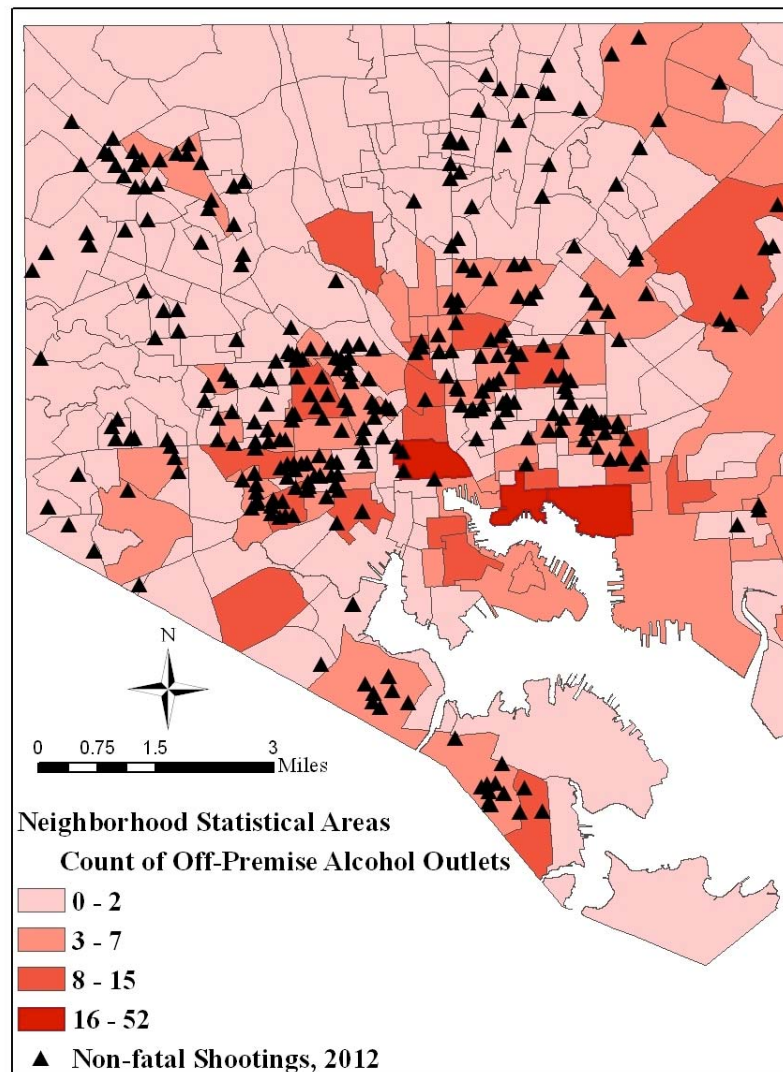 N
0 0.75 1.5 3
Miles
Neighborhood Statistical Areas
Count of Off-Premise Alcohol Outlets
0 - 2
3 - 7
8 - 15
16 - 52
Non-fatal Shootings, 2012